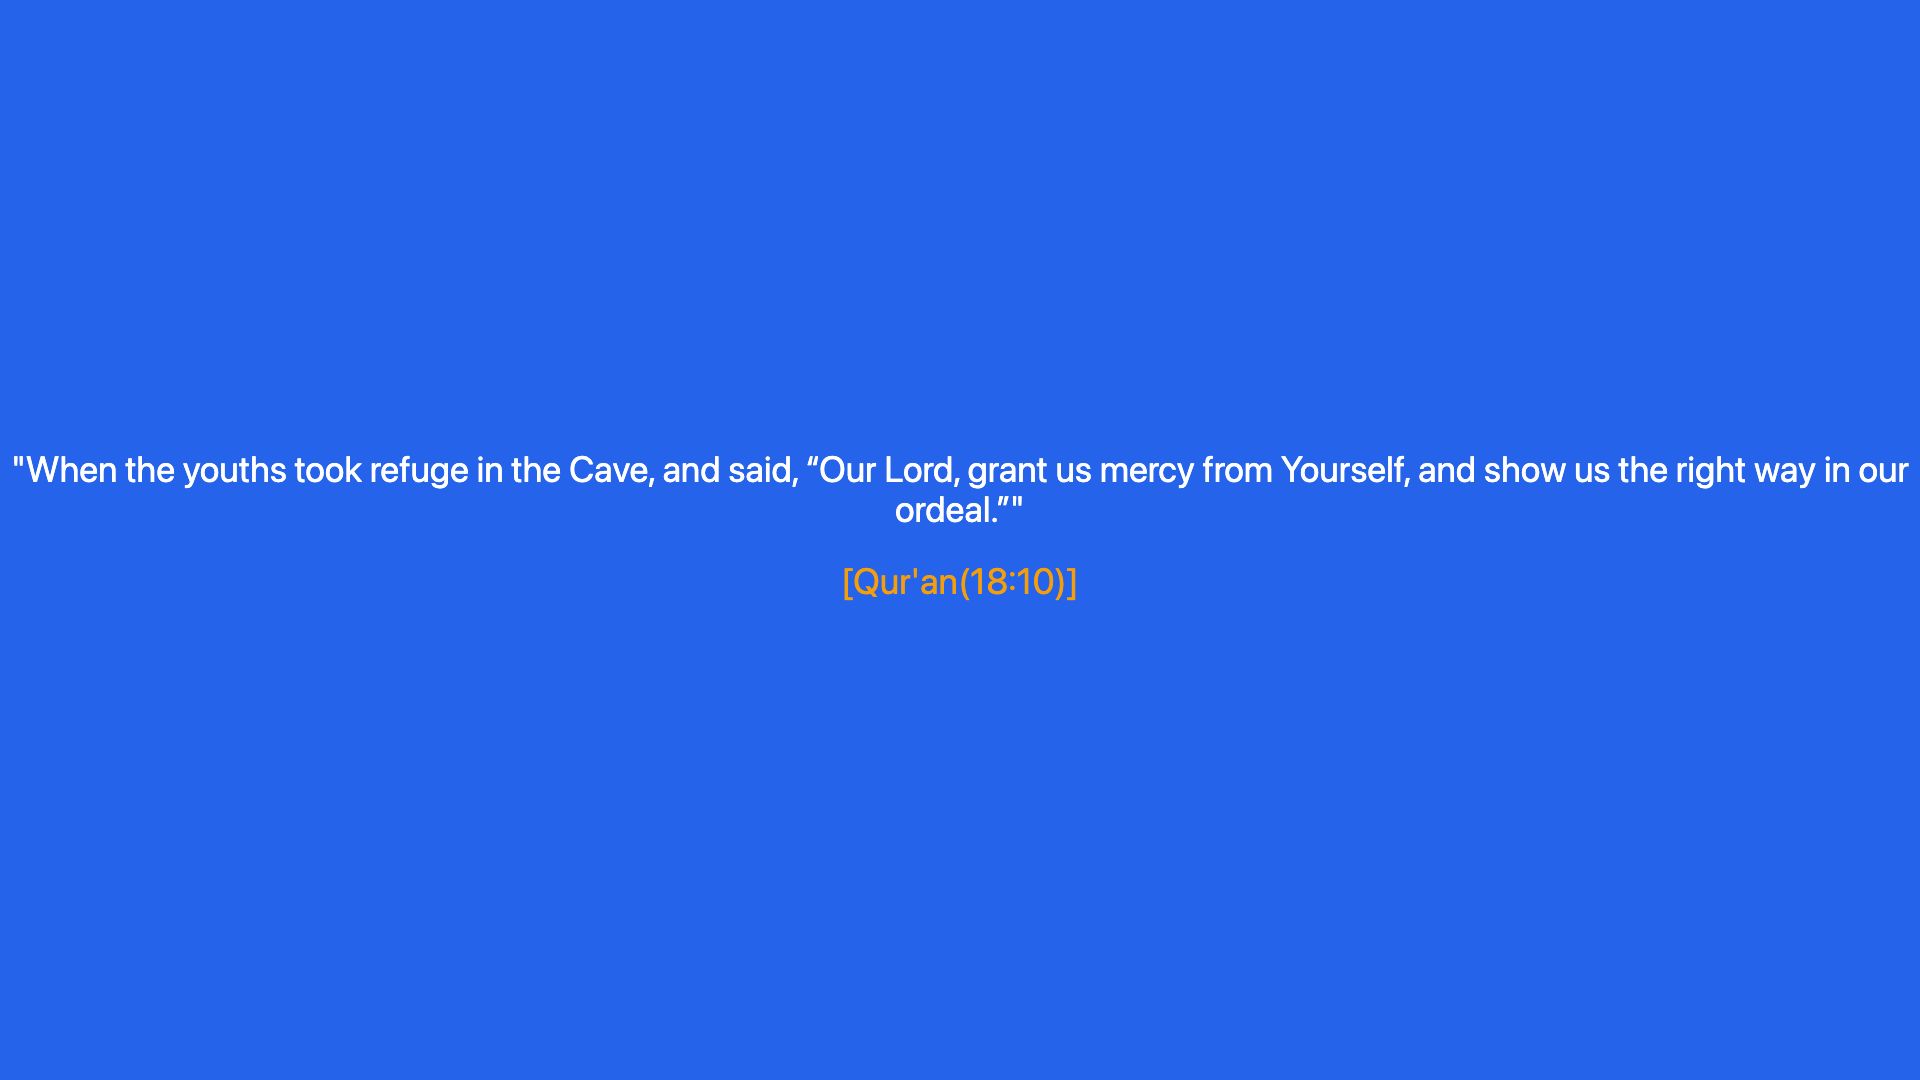 "When the youths took refuge in the Cave, and said, “Our Lord, grant us mercy from Yourself, and show us the right way in our
ordeal.”"
[Qur'an(18:10)]